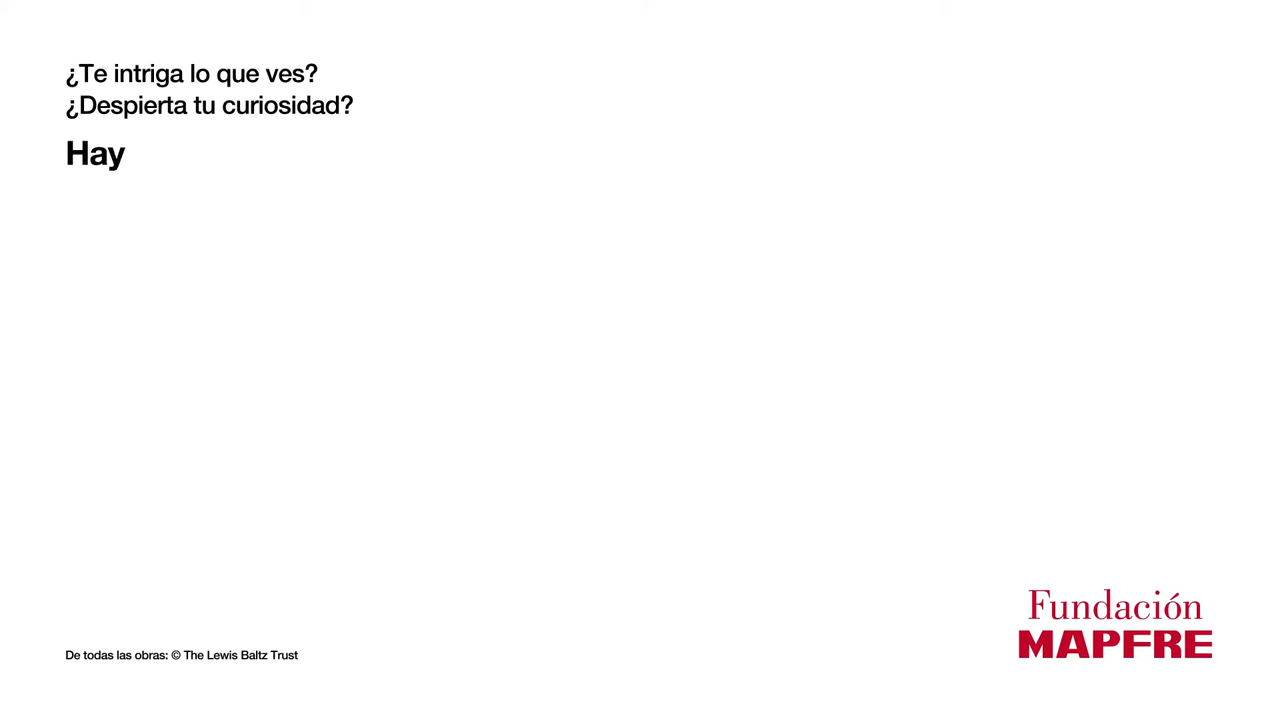 ¿Te intriga lo que ves?
¿Despierta tu curiosidad?
Hay
Fundación
MAPFRE
De todas las obras: © The Lewis Baltz Trust